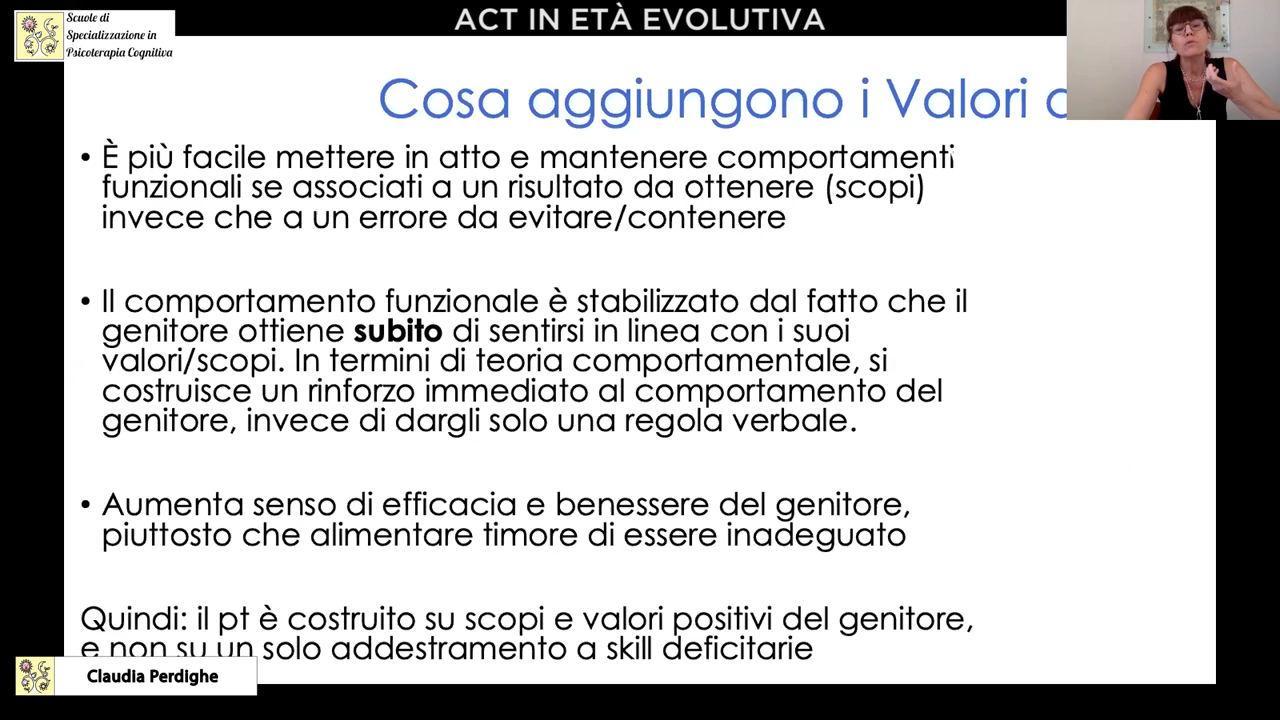 Scuole di
Specializzazione in
Psicoterapia Cognitiva
ACT IN ETÀ EVOLUTIVA
Cosa aggiungono i Valori
• È più facile mettere in atto e mantenere comportamenti
funzionali se associati a un risultato da ottenere (scopi)
invece che a un errore da evitare/contenere
• Il comportamento funzionale è stabilizzato dal fatto che il
genitore ottiene subito di sentirsi in linea con i suoi
valori/scopi. In termini di teoria comportamentale, si
costruisce un rinforzo immediato al comportamento del
genitore, invece di dargli solo una regola verbale.
• Aumenta senso di efficacia e benessere del genitore,
piuttosto che alimentare timore di essere inadeguato
Quindi: il pt è costruito su scopi e valori positivi del genitore,
e non su un solo addestramento a skill deficitarie
Claudia Perdighe